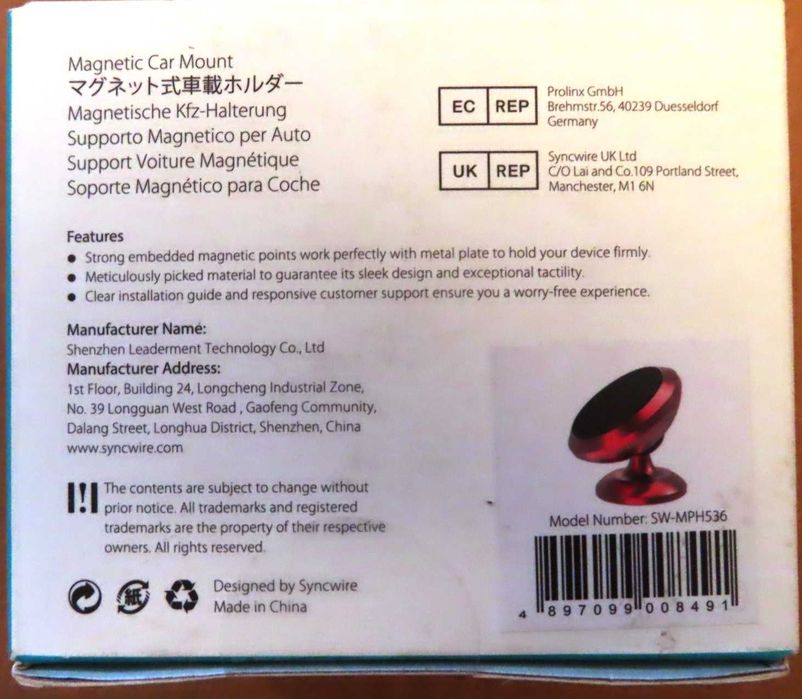 Magnetic Car Mount
マグネット式車載ホルダー
Magnetische Kfz-Halterung
Supporto Magnetico per Auto
Support Voiture Magnétique
Soporte Magnético para Coche
EC REP
Prolinx GmbH
Brehmstr.56, 40239 Duesseldorf
Germany
UK REP
Syncwire UK Ltd
C/O Lai and Co.109 Portland Street,
Manchester, M1 6N
Features
● Strong embedded magnetic points work perfectly with metal plate to hold your device firmly.
● Meticulously picked material to guarantee its sleek design and exceptional tactility.
● Clear installation guide and responsive customer support ensure you a worry-free experience.
Manufacturer Name:
Shenzhen Leaderment Technology Co., Ltd
Manufacturer Address:
1st Floor, Building 24, Longcheng Industrial Zone,
No. 39 Longguan West Road , Gaofeng Community,
Dalang Street, Longhua District, Shenzhen, China
www.syncwire.com
The contents are subject to change without
prior notice. All trademarks and registered
trademarks are the property of their respective
owners. All rights reserved.
紙
Designed by Syncwire
Made in China
Model Number: SW-MPH536
4 897099 008491